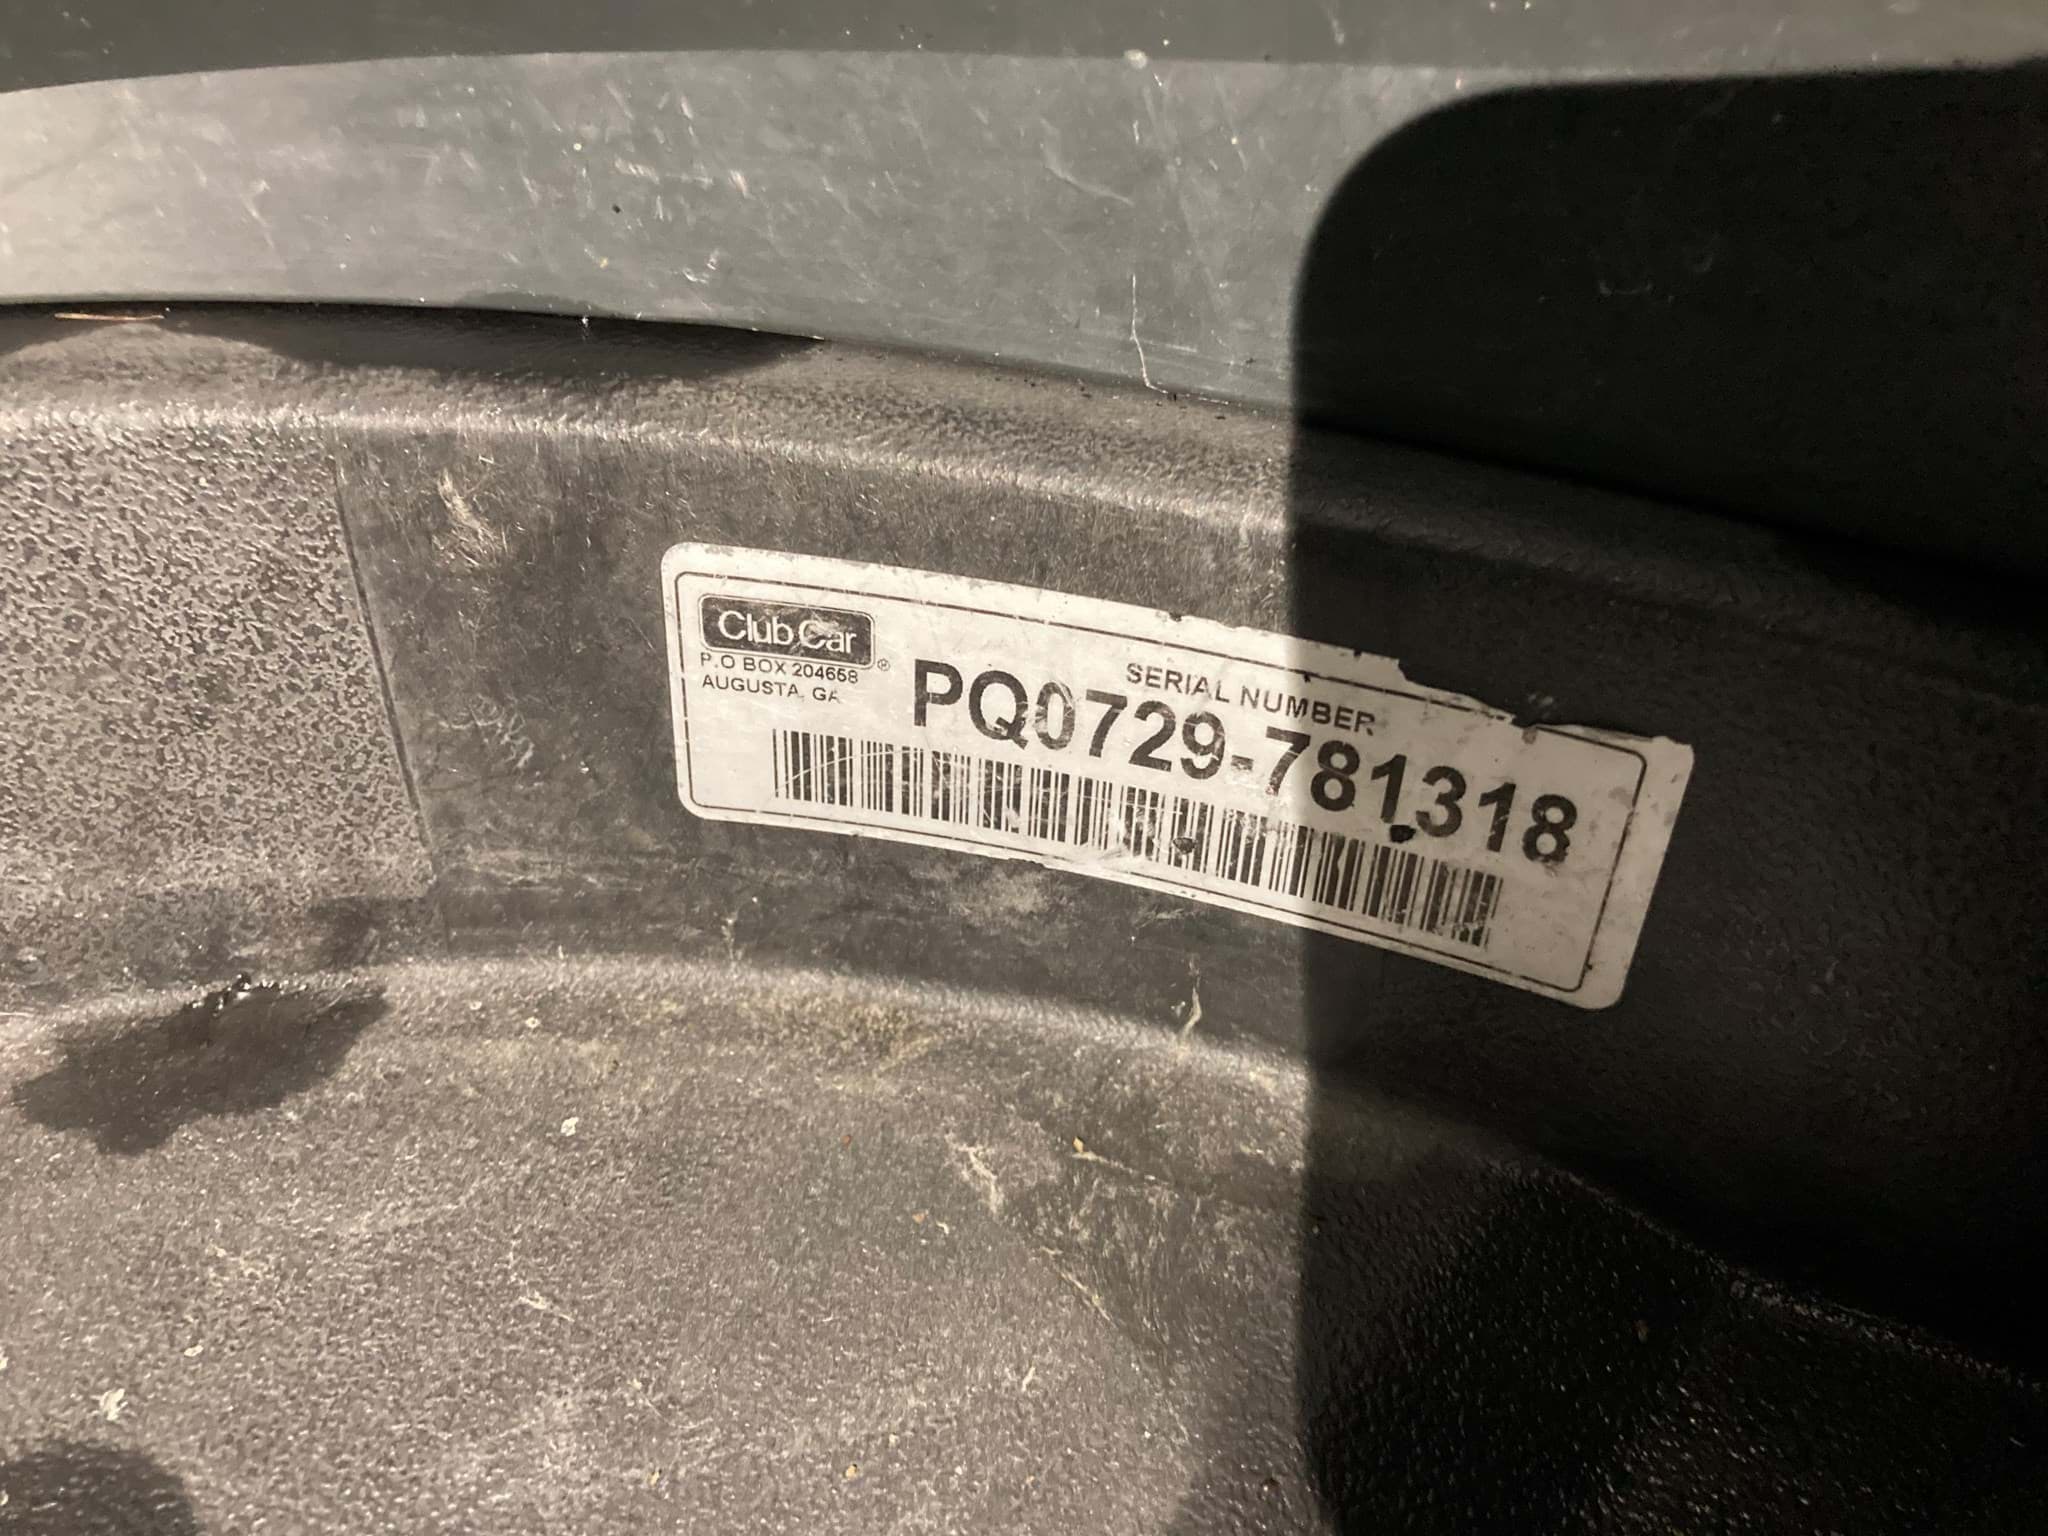 Club Car ®
P.O BOX 204658
AUGUSTA, GA
SERIAL NUMBER
PQ0729-781318